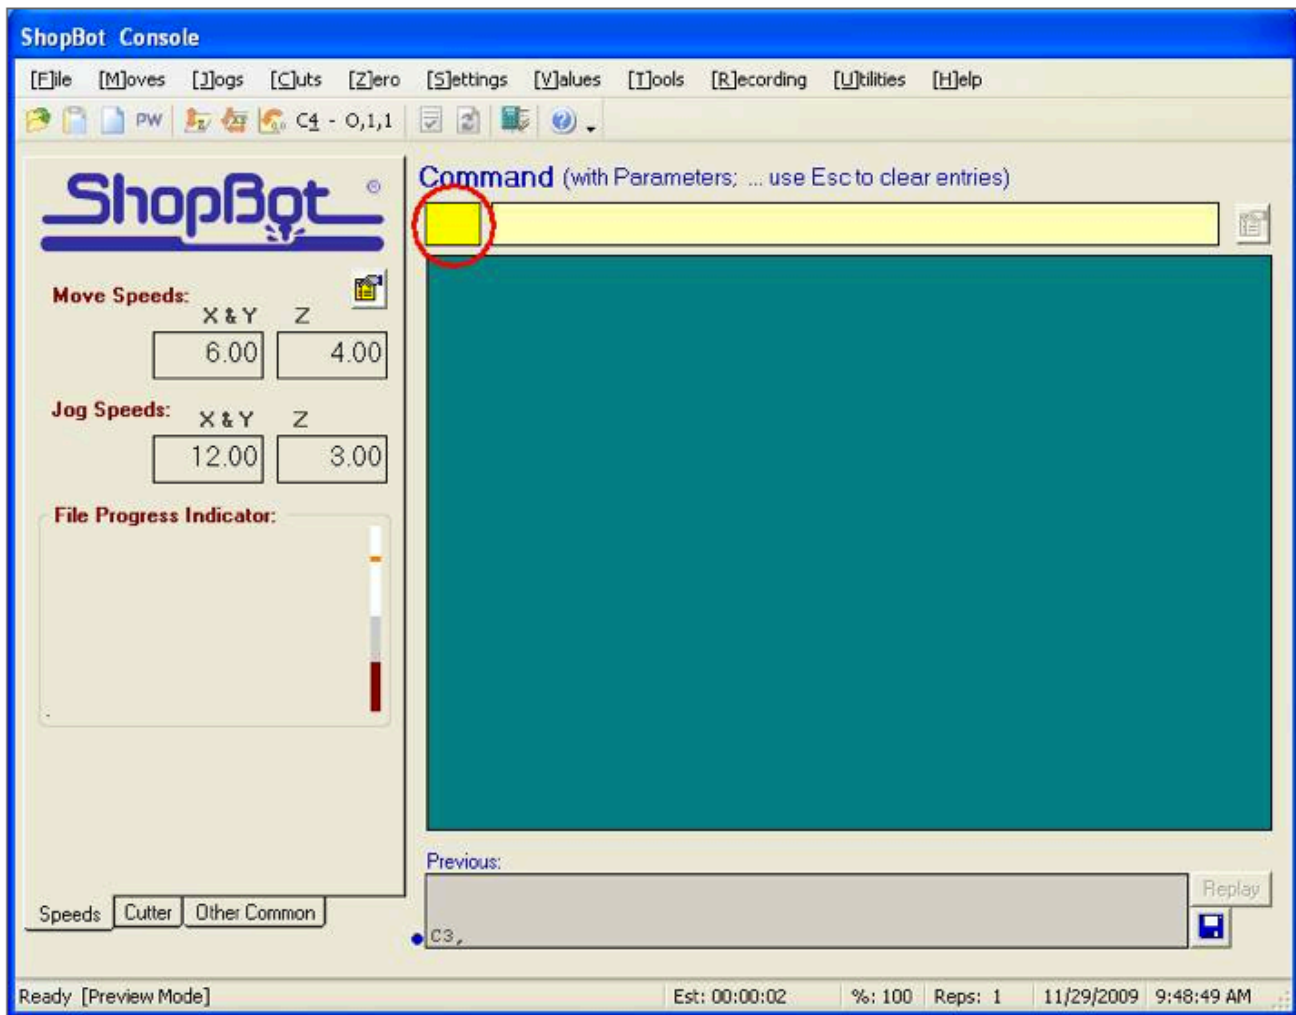 ShopBot Console
[F]ile [M]oves [J]ogs [C]uts [Z]ero [S]ettings [V]alues [T]ools [R]ecording [U]tilities [H]elp
PW C4 - O,1,1
ShopBot ®
Command (with Parameters; ... use Esc to clear entries)
Move Speeds:
X & Y Z
6.00 4.00
Jog Speeds:
X & Y Z
12.00 3.00
File Progress Indicator:
Previous:
Replay
C3,
Speeds Cutter Other Common
Ready [Preview Mode] Est: 00:00:02 %: 100 Reps: 1 11/29/2009 9:48:49 AM